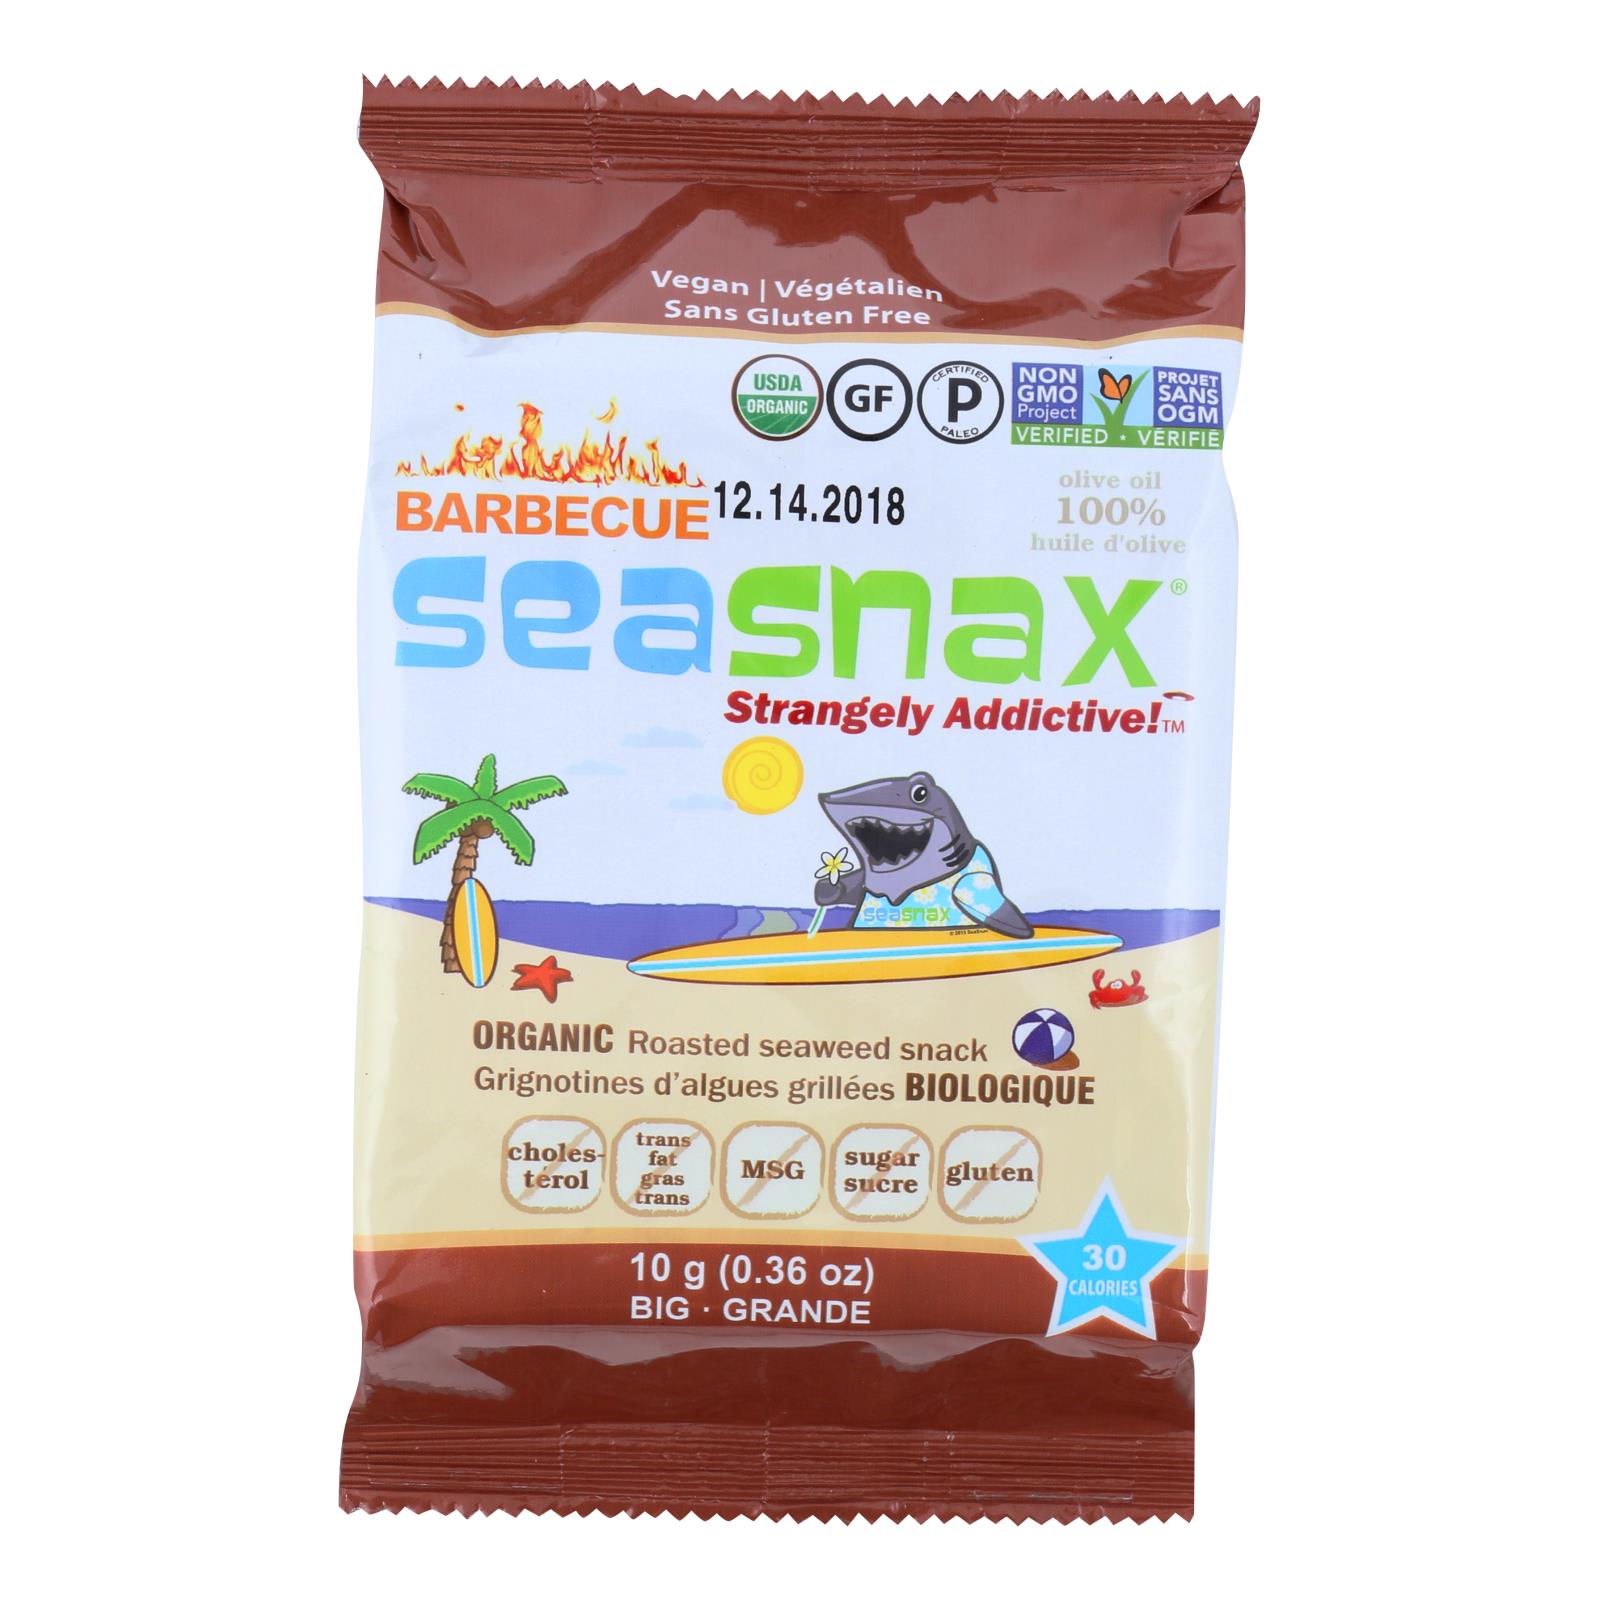 Vegan | Végétalien
Sans Gluten Free
USDA
ORGANIC
GF
CERTIFIED
P
PALEO
NON
GMO
Project
PROJET
SANS
OGM
VERIFIED • VÉRIFIÉ
BARBECUE
12.14.2018
olive oil
100%
huile d'olive
seasnax®
Strangely Addictive!™
seasnax
© 2015 SeaSnax
ORGANIC Roasted seaweed snack
Grignotines d'algues grillées BIOLOGIQUE
choles-
térol
trans
fat
gras
trans
MSG
sugar
sucre
gluten
30
CALORIES
10 g (0.36 oz)
BIG · GRANDE